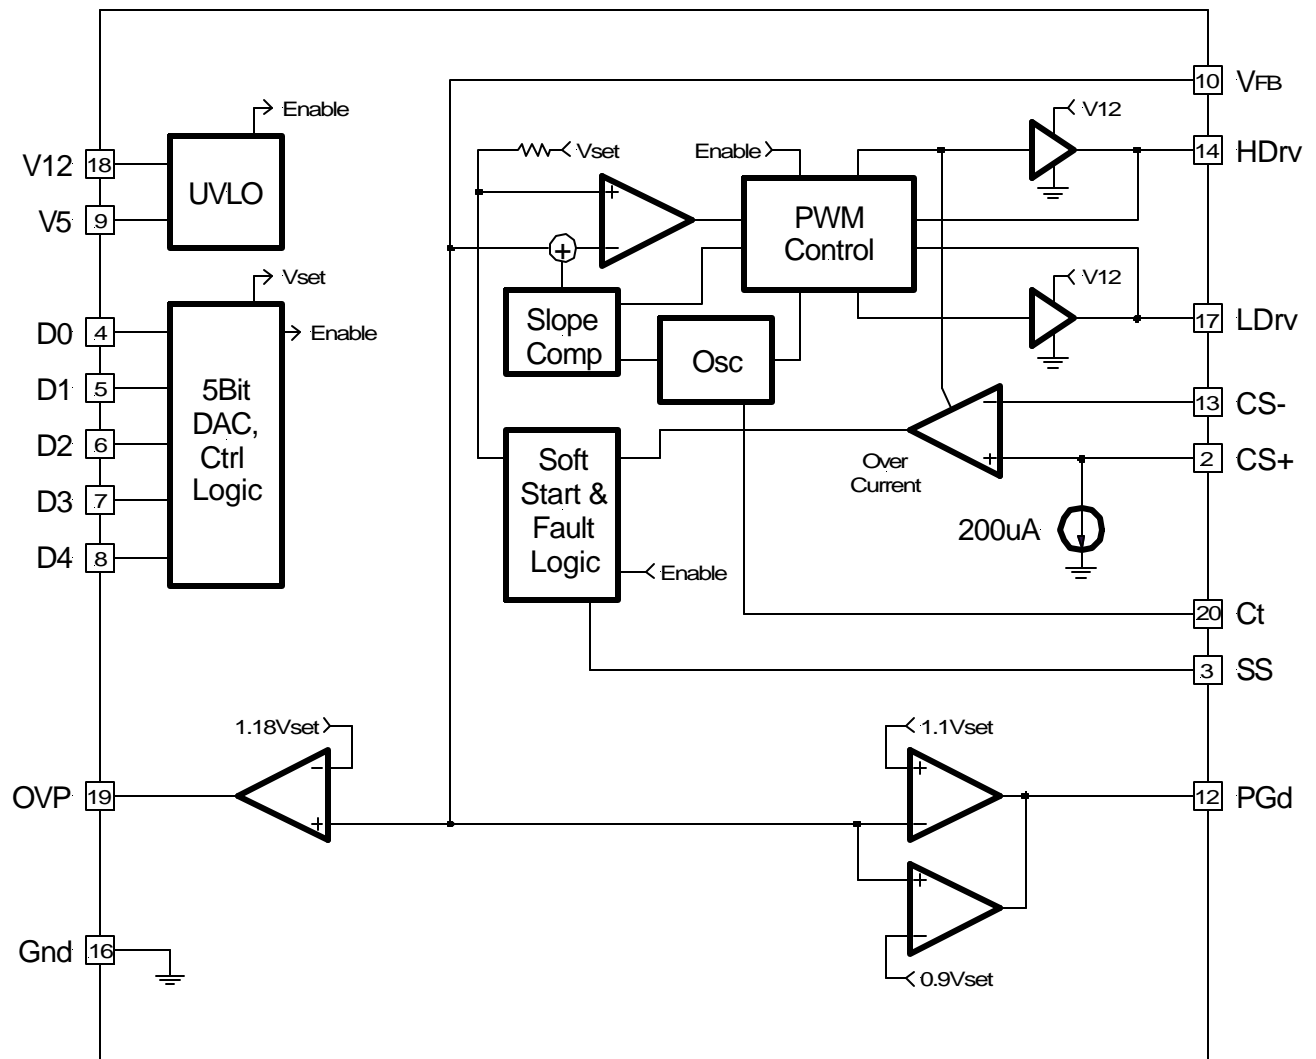 10 VFB
Enable
V12
Vset
Enable
14 HDrv
V12 18
UVLO
+
PWM
Control
V5 9
+
−
Vset
V12
Slope
Comp
17 LDrv
D0 4
Enable
Osc
D1 5
5Bit
DAC,
Ctrl
Logic
−
13 CS-
D2 6
Soft
Start &
Fault
Logic
Over
Current
+
2 CS+
D3 7
200uA
D4 8
Enable
20 Ct
3 SS
1.18Vset
1.1Vset
−
+
OVP 19
12 PGd
+
−
+
−
Gnd 16
0.9Vset